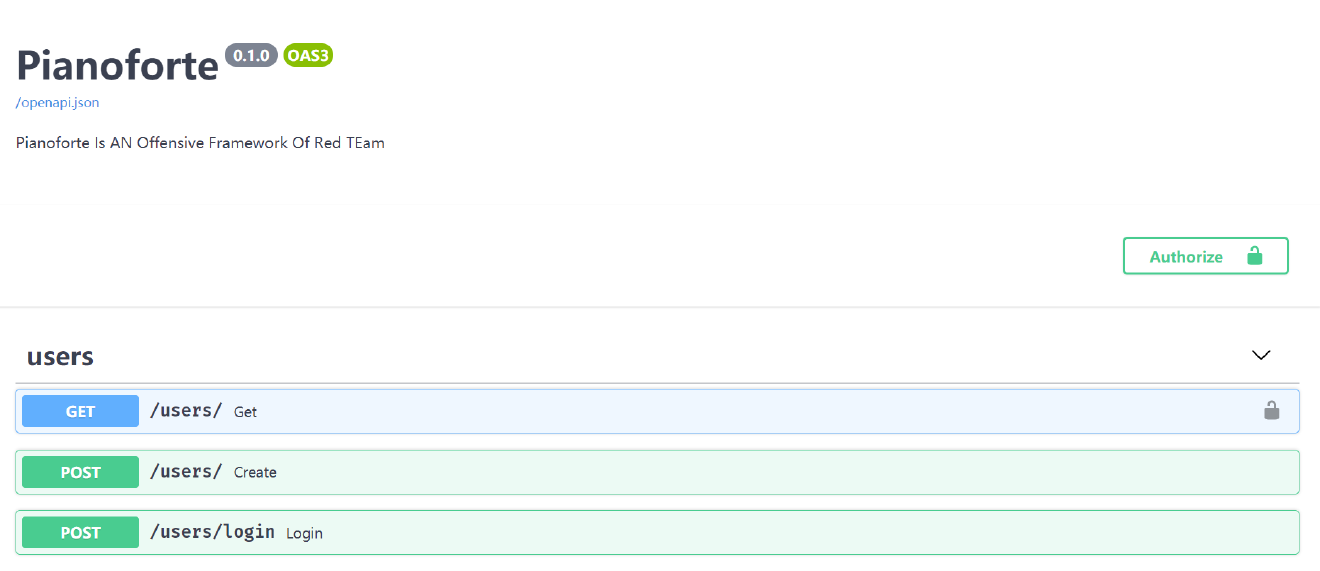 Pianoforte 0.1.0 OAS3
/openapi.json
Pianoforte Is AN Offensive Framework Of Red TEam
Authorize
users
GET /users/ Get
POST /users/ Create
POST /users/login Login